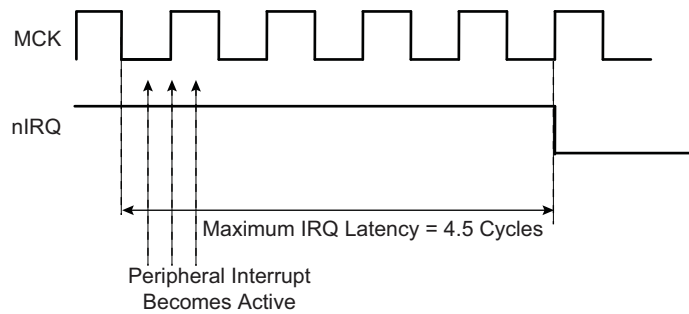 MCK
nIRQ
Maximum IRQ Latency = 4.5 Cycles
Peripheral Interrupt
Becomes Active